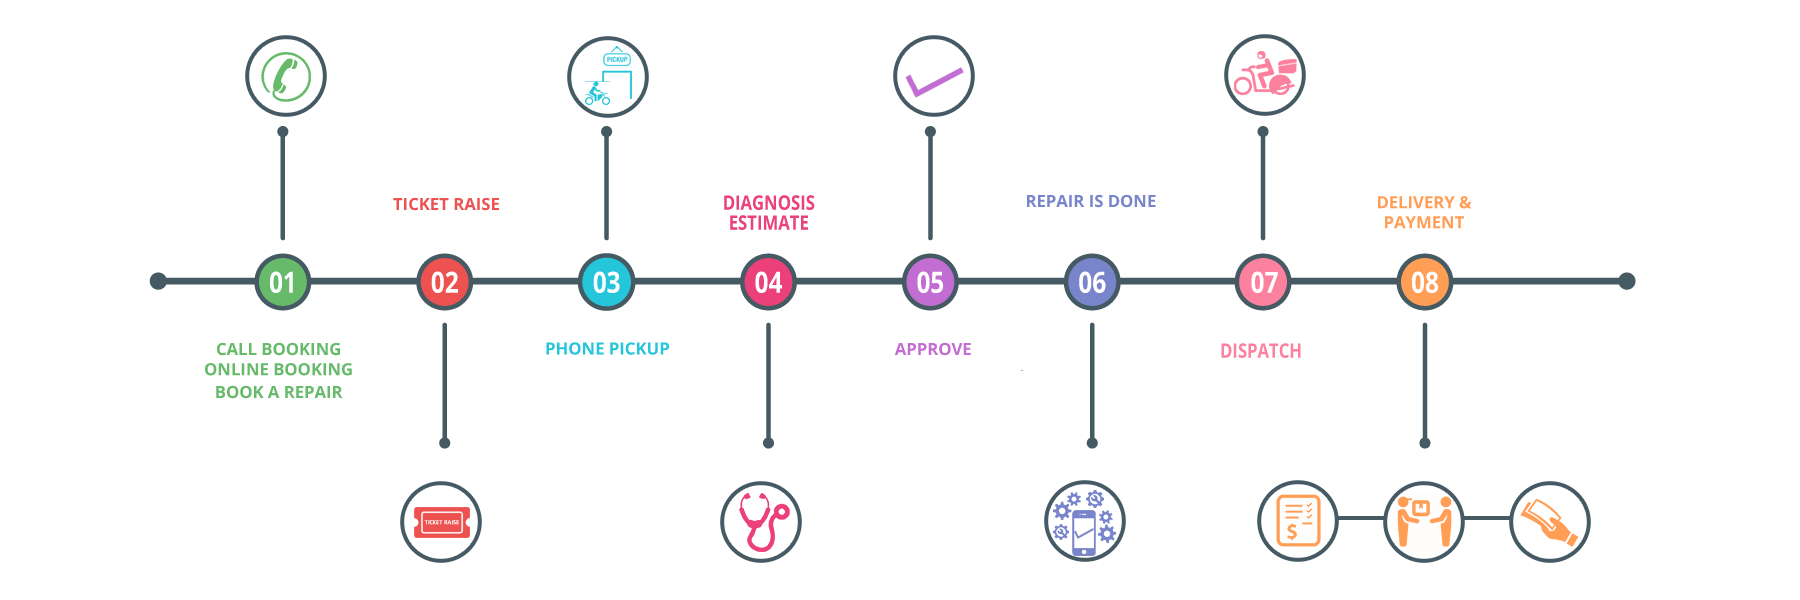 PICKUP
TICKET RAISE
DIAGNOSIS
ESTIMATE
REPAIR IS DONE
DELIVERY &
PAYMENT
01
02
03
04
05
06
07
08
CALL BOOKING
ONLINE BOOKING
BOOK A REPAIR
PHONE PICKUP
APPROVE
DISPATCH
TICKET RAISE
$